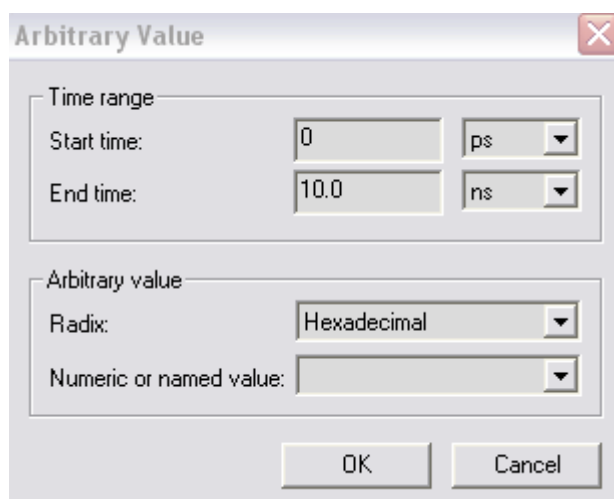 Arbitrary Value
Time range
Start time: 0 ps
End time: 10.0 ns
Arbitrary value
Radix: Hexadecimal
Numeric or named value:
OK Cancel